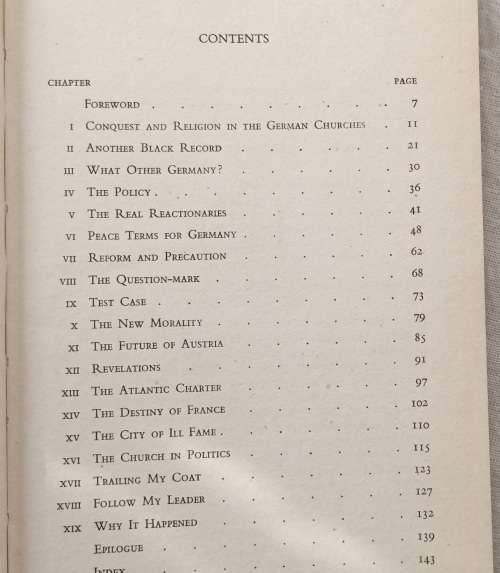 CONTENTS
CHAPTER PAGE
FOREWORD . . . . . . . . . 7
I CONQUEST AND RELIGION IN THE GERMAN CHURCHES . 11
II ANOTHER BLACK RECORD . . . . . . 21
III WHAT OTHER GERMANY? . . . . . . 30
IV THE POLICY . . . . . . . . . 36
V THE REAL REACTIONARIES . . . . . . 41
VI PEACE TERMS FOR GERMANY . . . . . . 48
VII REFORM AND PRECAUTION . . . . . . 62
VIII THE QUESTION-MARK . . . . . . . 68
IX TEST CASE . . . . . . . . . 73
X THE NEW MORALITY . . . . . . . 79
XI THE FUTURE OF AUSTRIA . . . . . . 85
XII REVELATIONS . . . . . . . . 91
XIII THE ATLANTIC CHARTER . . . . . . 97
XIV THE DESTINY OF FRANCE . . . . . . 102
XV THE CITY OF ILL FAME . . . . . . . 110
XVI THE CHURCH IN POLITICS . . . . . . 115
XVII TRAILING MY COAT . . . . . . . 123
XVIII FOLLOW MY LEADER . . . . . . . 127
XIX WHY IT HAPPENED . . . . . . . 132
EPILOGUE . . . . . . . . . 139
INDEX . . . . . . . . . 143